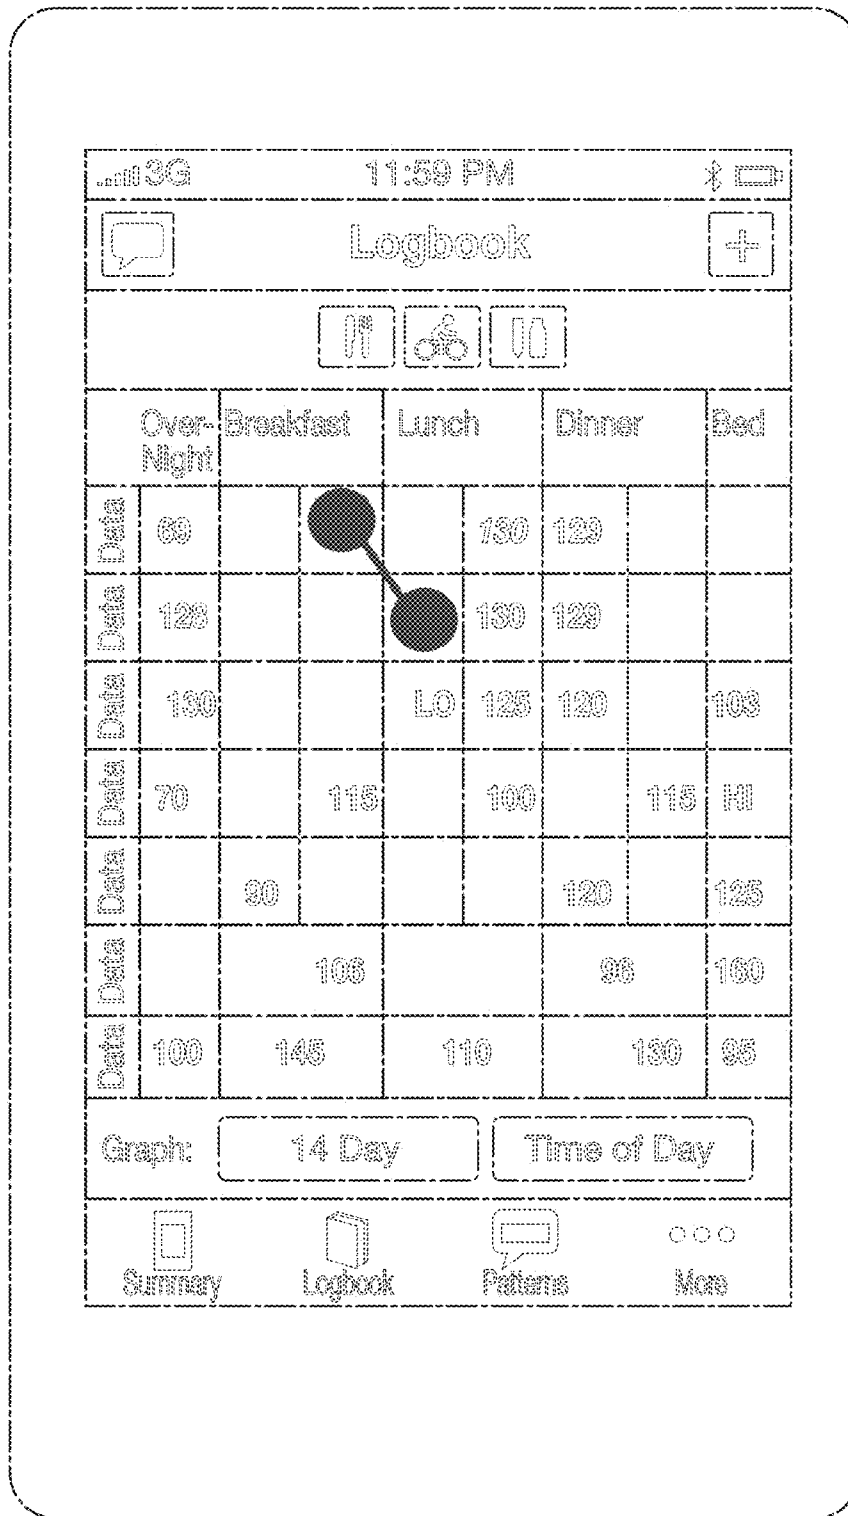 3G 11:59 PM
Logbook +
Over-
Night Breakfast Lunch Dinner Bed
Data 69 130 129
Data 128 130 129
Data 130 LO 125 120 103
Data 70 115 100 115 HI
Data 90 120 125
Data 106 96 160
Data 100 145 110 130 95
Graph: 14 Day Time of Day
Summary Logbook Patterns More